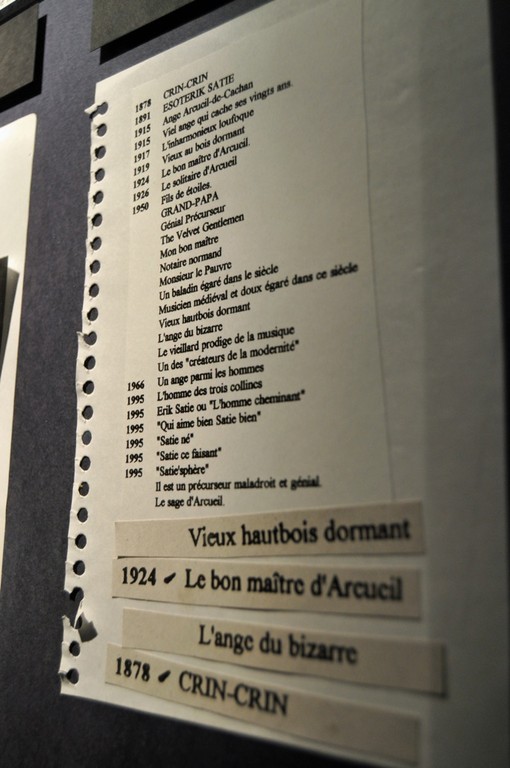 1878 CRIN-CRIN
1891 ESOTERIK SATIE
1915 Ange Arcueil-de-Cachan
1915 Viel ange qui cache ses vingts ans.
1917 L'inharmonieux loufoque
1919 Vieux au bois dormant
1924 Le bon maître d'Arcueil.
1926 Le solitaire d'Arcueil
1950 Fils de étoiles.
GRAND-PAPA
Génial Précurseur
The Velvet Gentlemen
Mon bon maître
Notaire normand
Monsieur le Pauvre
Un baladin égaré dans le siècle
Musicien médiéval et doux égaré dans ce siècle
Vieux hautbois dormant
L'ange du bizarre
Le vieillard prodige de la musique
Un des "créateurs de la modernité"
1966 Un ange parmi les hommes
1995 L'homme des trois collines
1995 Erik Satie ou "L'homme cheminant"
1995 "Qui aime bien Satie bien"
1995 "Satie né"
1995 "Satie ce faisant"
1995 "Satie'sphère"
Il est un précurseur maladroit et génial.
Le sage d'Arcueil.
Vieux hautbois dormant
1924 - Le bon maître d'Arcueil
L'ange du bizarre
1878 - CRIN-CRIN